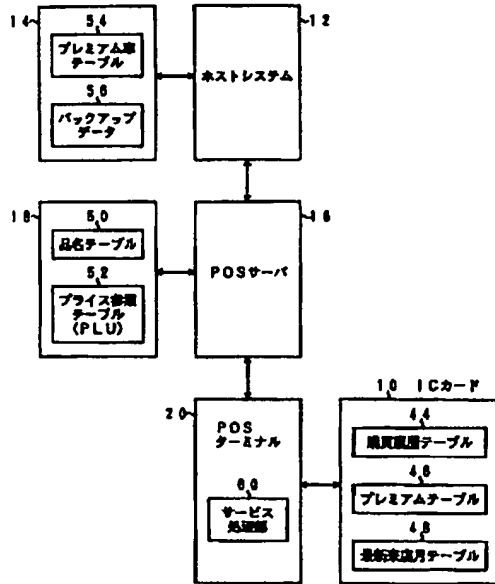 14
54
プレミアム率
テーブル
56
バックアップ
データ
12
ホストシステム
18
50
品名テーブル
52
プライス参照
テーブル
(PLU)
16
POSサーバ
20
POS
ターミナル
60
サービス
処理部
10 ICカード
44
購買履歴テーブル
46
プレミアムテーブル
48
最新来店月テーブル